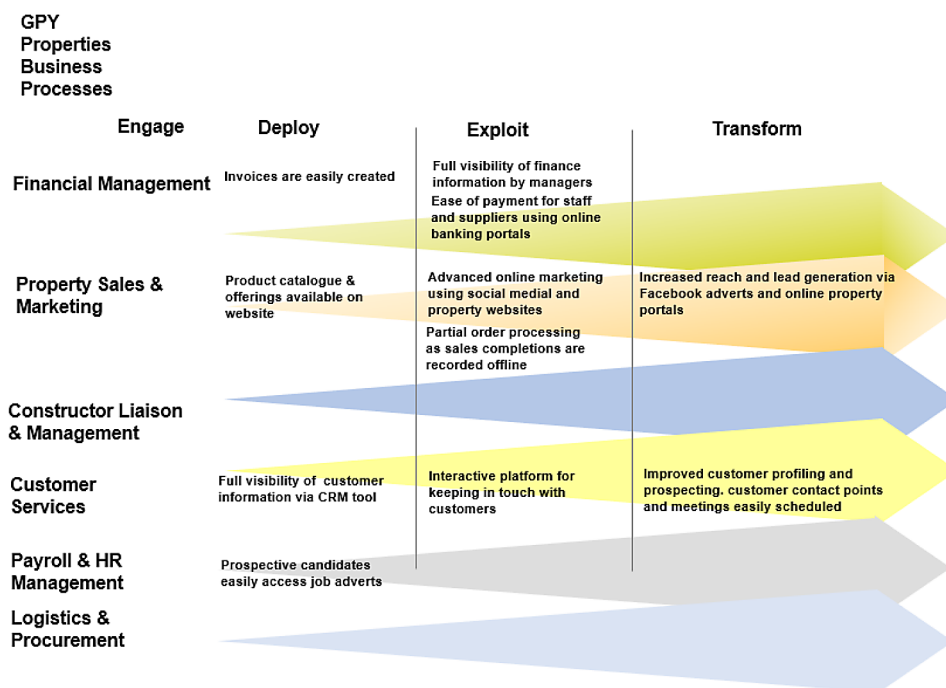 GPY
Properties
Business
Processes
Engage
Deploy
Exploit
Transform
Financial Management
Invoices are easily created
Full visibility of finance
information by managers
Ease of payment for staff
and suppliers using online
banking portals
Property Sales &
Marketing
Product catalogue &
offerings available on
website
Advanced online marketing
using social medial and
property websites
Partial order processing
as sales completions are
recorded offline
Increased reach and lead generation via
Facebook adverts and online property
portals
Constructor Liaison
& Management
Customer
Services
Full visibility of customer
information via CRM tool
Interactive platform for
keeping in touch with
customers
Improved customer profiling and
prospecting. customer contact points
and meetings easily scheduled
Payroll & HR
Management
Prospective candidates
easily access job adverts
Logistics &
Procurement